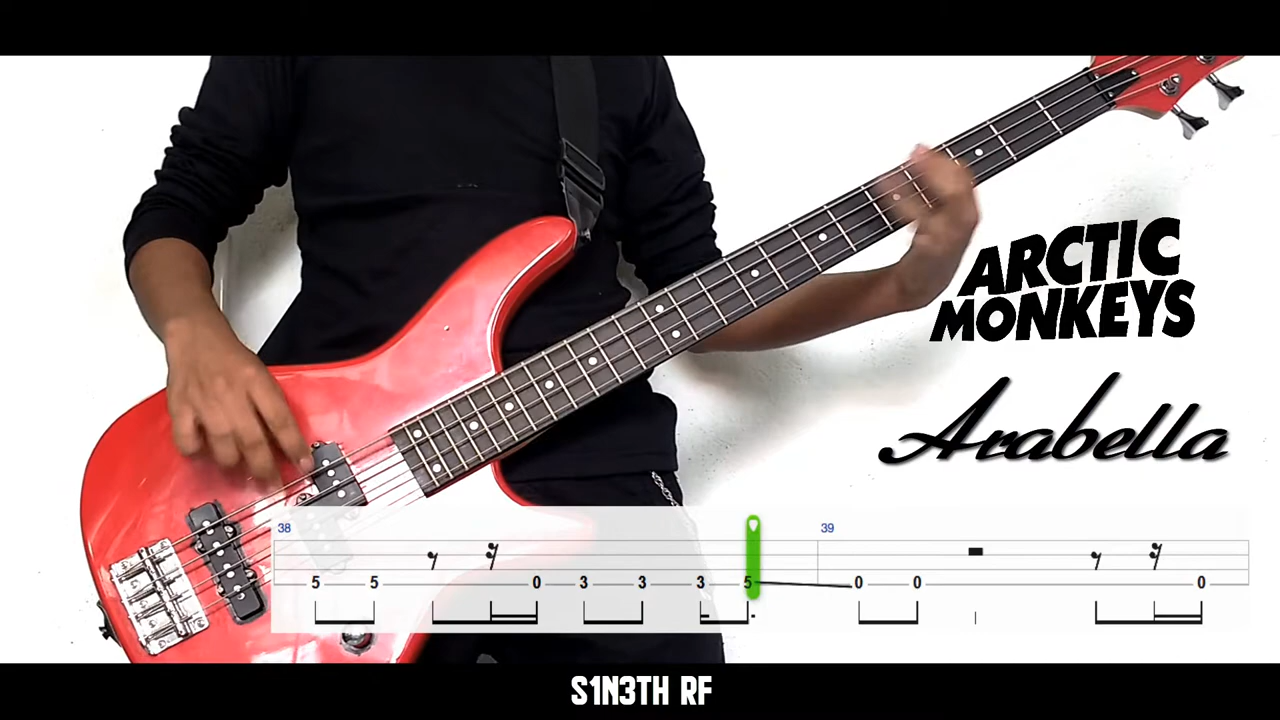 ARCTIC
MONKEYS
Arabella
38 39
5 5 0 3 3 3 5 0 0 0
S1N3TH RF